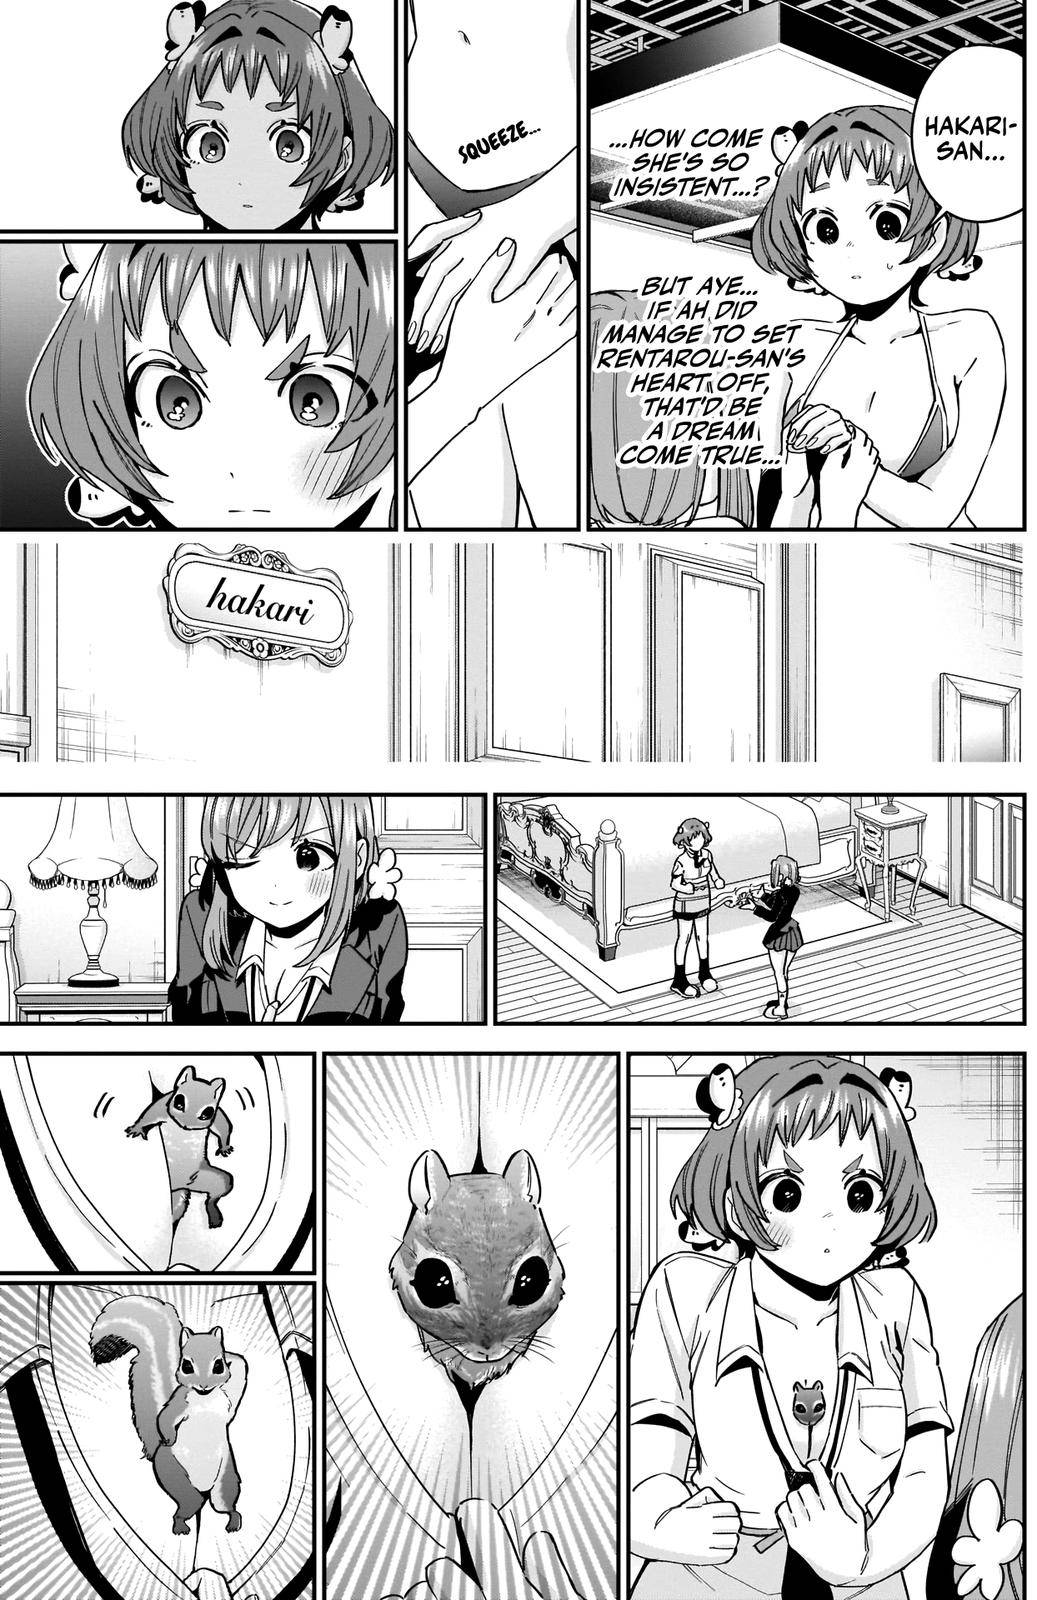 HAKARI-
SAN...
...HOW COME
SHE'S SO
INSISTENT...?
BUT AYE...
IF AH DID
MANAGE TO SET
RENTAROU-SAN'S
HEART OFF,
THAT'D BE
A DREAM
COME TRUE...
SQUEEZE...
hakari